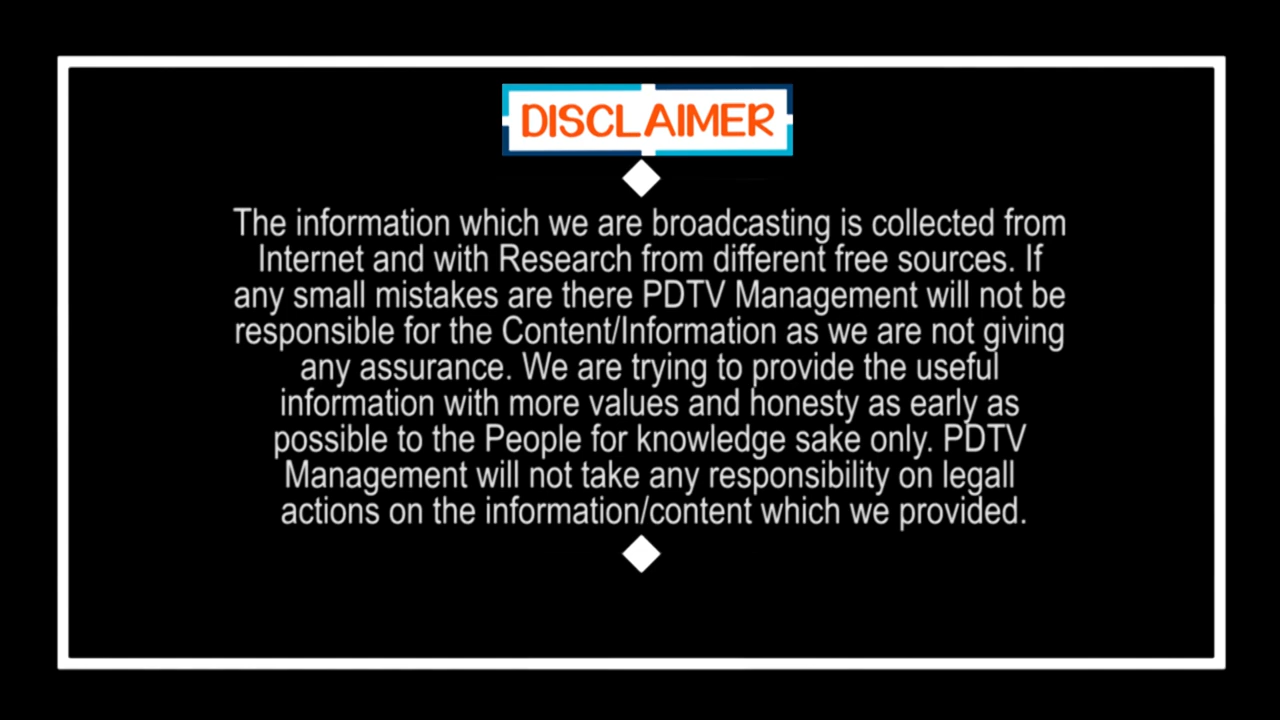 DISCLAIMER
The information which we are broadcasting is collected from
Internet and with Research from different free sources. If
any small mistakes are there PDTV Management will not be
responsible for the Content/Information as we are not giving
any assurance. We are trying to provide the useful
information with more values and honesty as early as
possible to the People for knowledge sake only. PDTV
Management will not take any responsibility on legall
actions on the information/content which we provided.